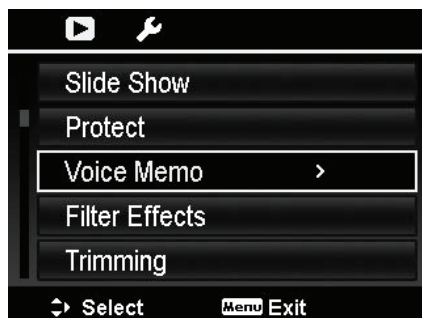 Slide Show
Protect
Voice Memo >
Filter Effects
Trimming
Select Menu Exit